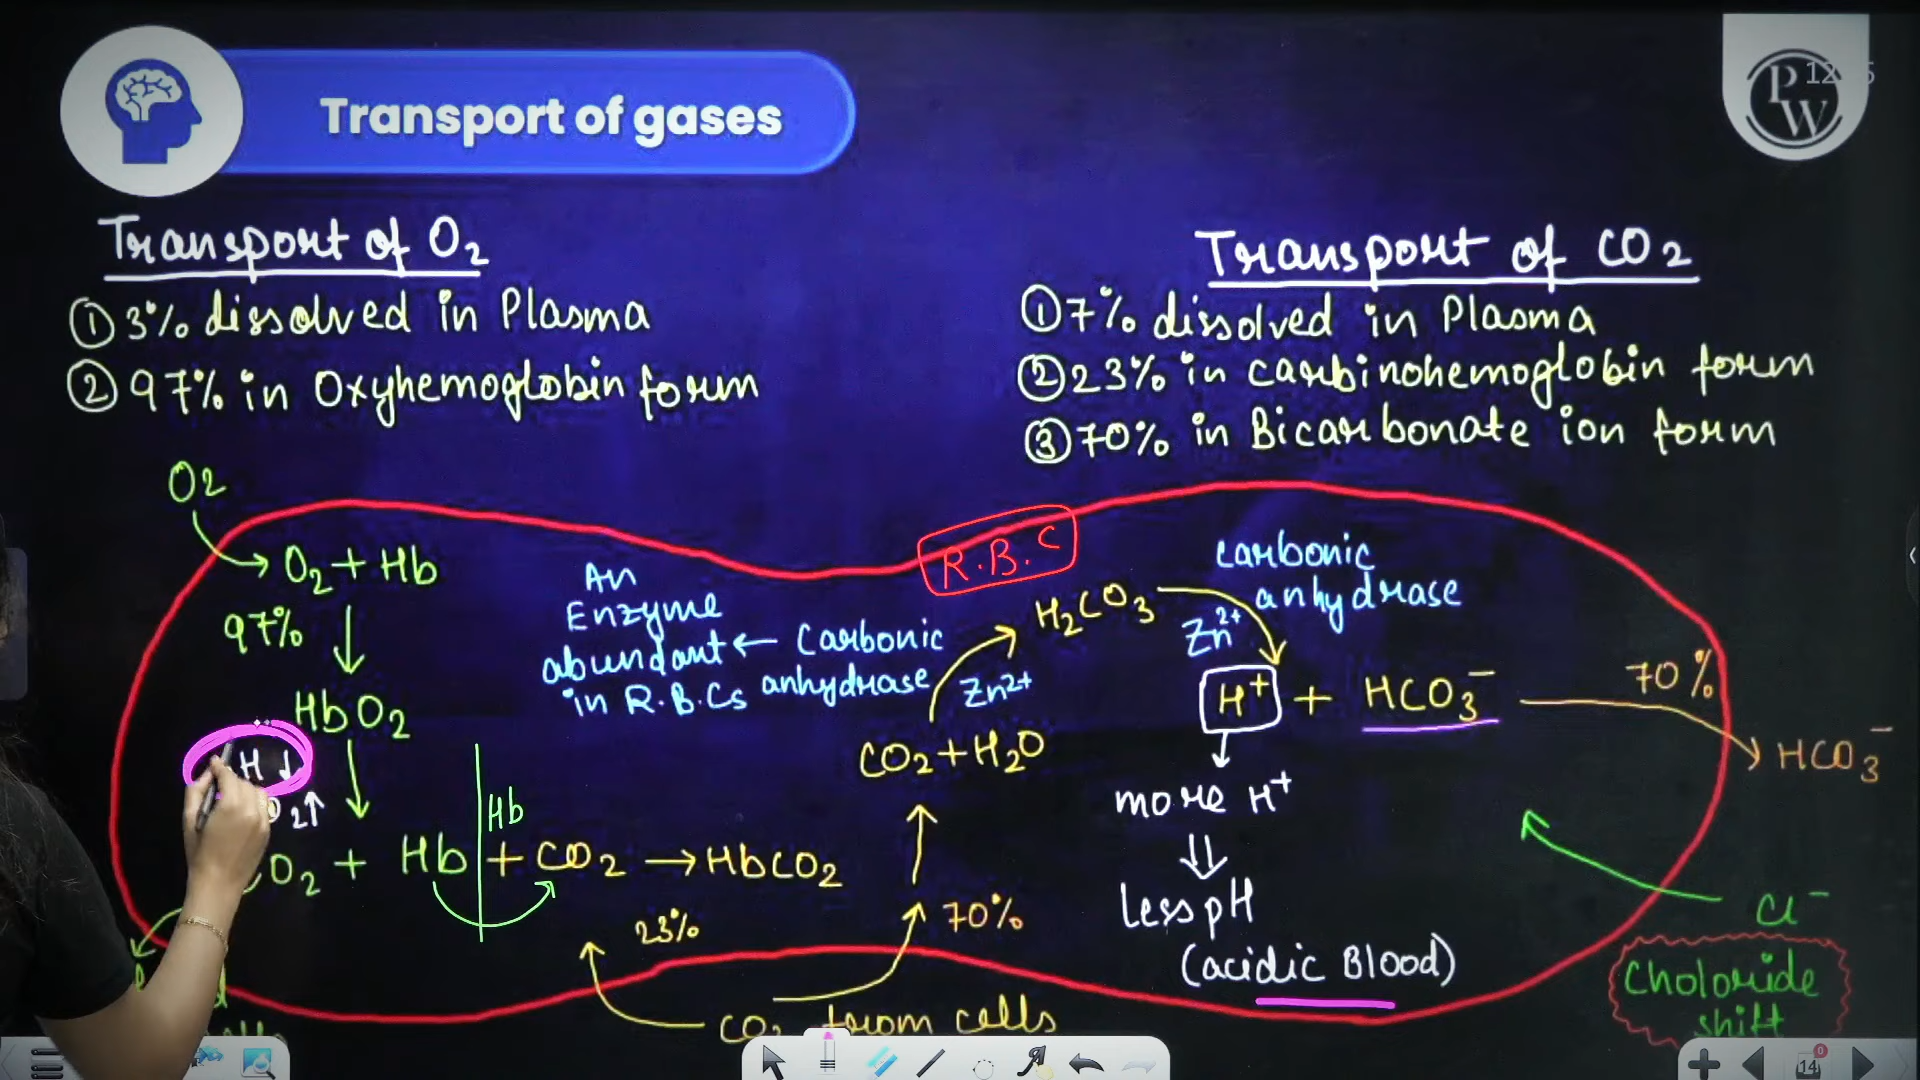 Transport of gases
PW
Transport of O2
① 3% dissolved in Plasma
② 97% in Oxyhemoglobin form
Transport of CO2
① 7% dissolved in Plasma
② 23% in carbinohemoglobin form
③ 70% in Bicarbonate ion form
O2
O2 + Hb
97%
HbO2
H ↓
O2 ↑
O2 + Hb
Hb
+ CO2 → HbCO2
23%
CO2 from cells
70%
An
Enzyme
abundant ← Carbonic
in R.B.Cs anhydrase
R.B.C
CO2 + H2O
Zn2+
H2CO3
carbonic
anhydrase
Zn2+
H+ + HCO3-
70%
HCO3-
more H+
⇓
Less pH
(acidic Blood)
Cl-
Choloride
shift
14